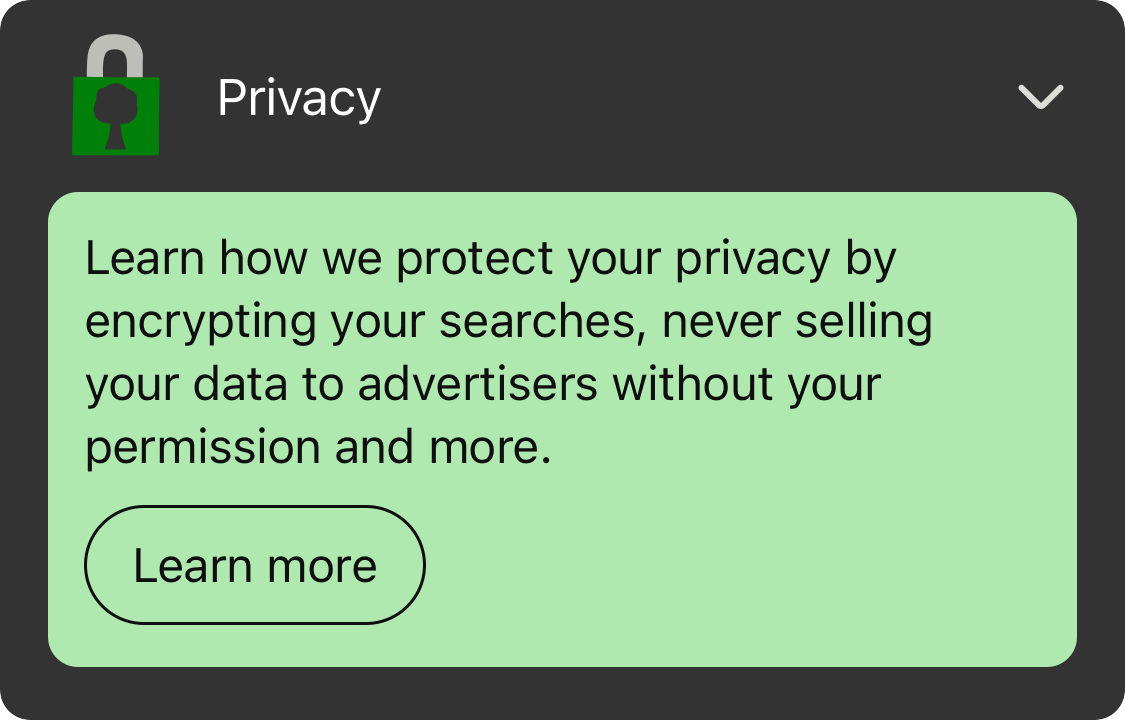 Privacy
Learn how we protect your privacy by
encrypting your searches, never selling
your data to advertisers without your
permission and more.
Learn more